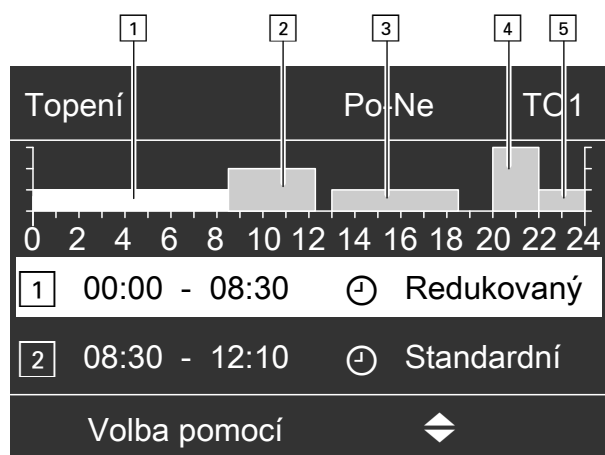 1 2 3 4 5
Topení Po-Ne TO1
0 2 4 6 8 10 12 14 16 18 20 22 24
1 00:00 - 08:30 Redukovaný
2 08:30 - 12:10 Standardní
Volba pomocí